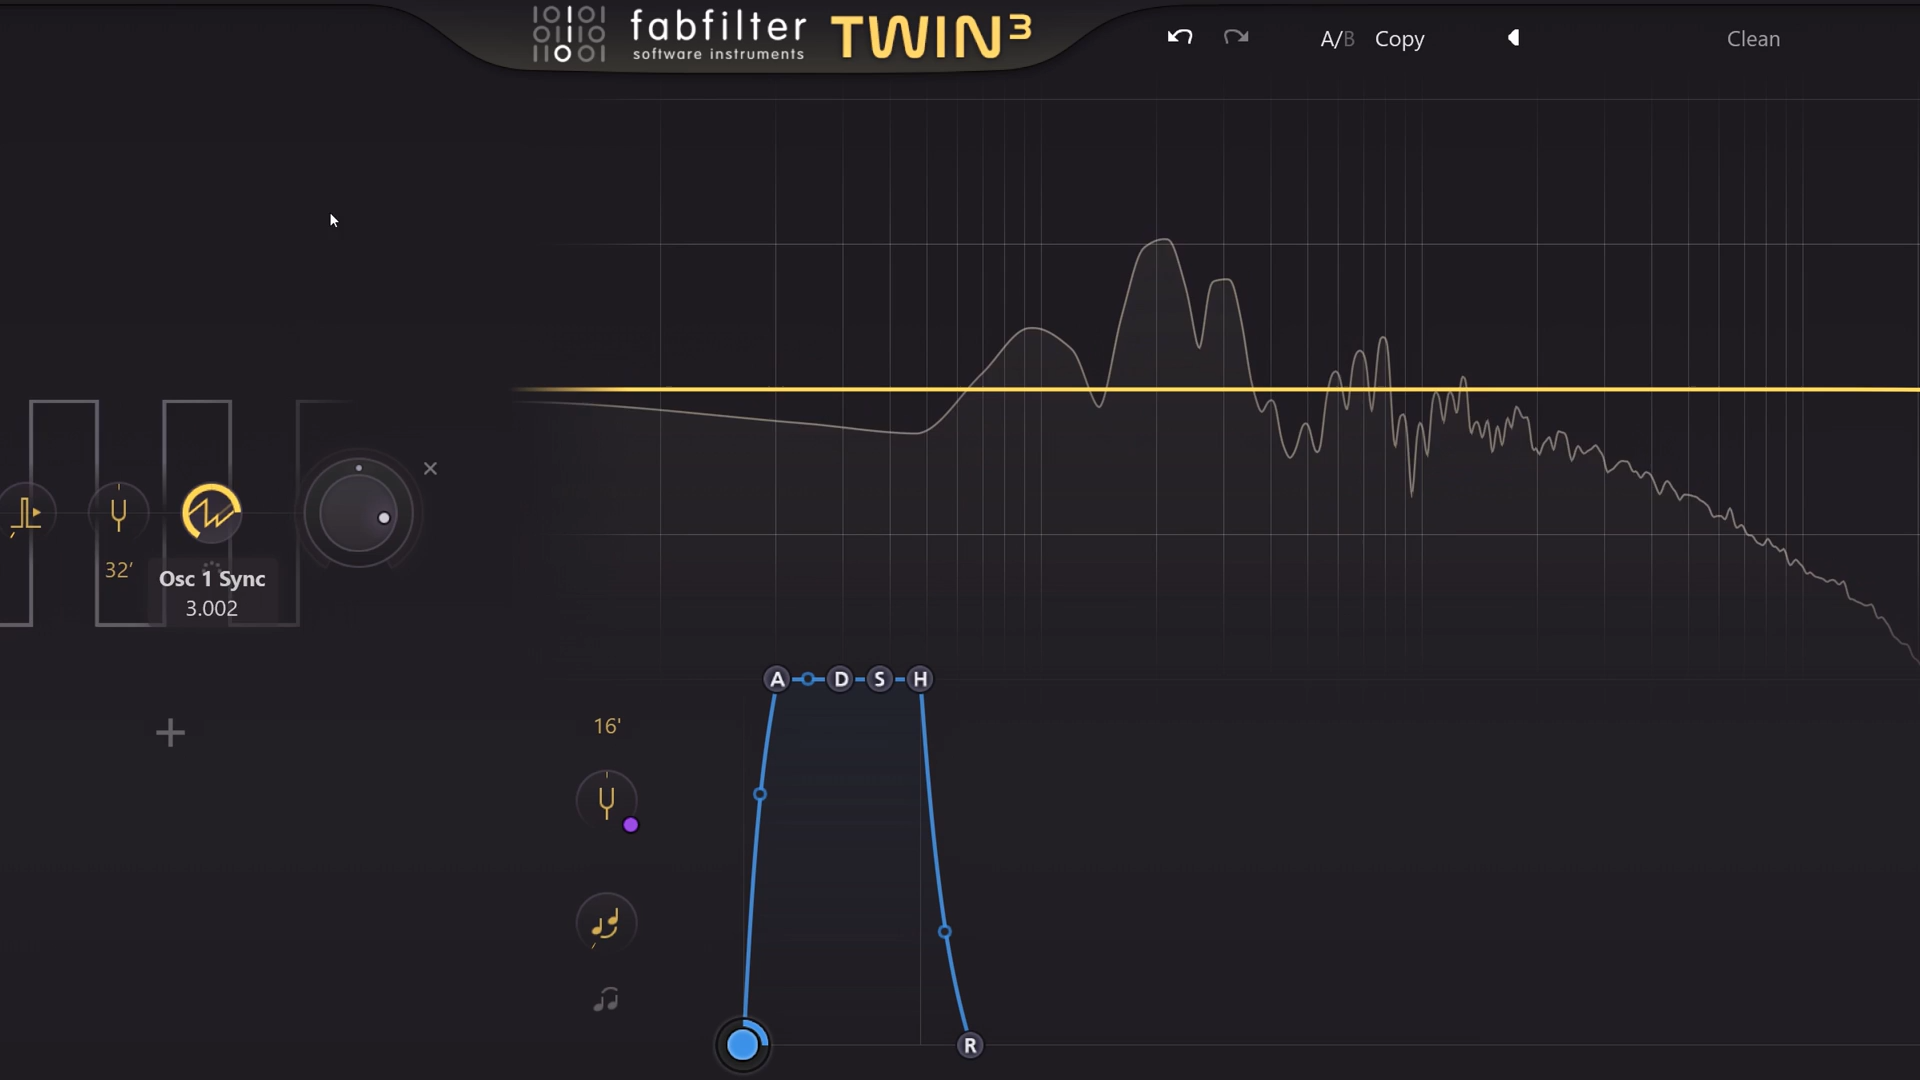 fabfilter
software instruments
TWIN3
A/B
Copy
Clean
32'
Osc 1 Sync
3.002
A
D
S
H
16'
R